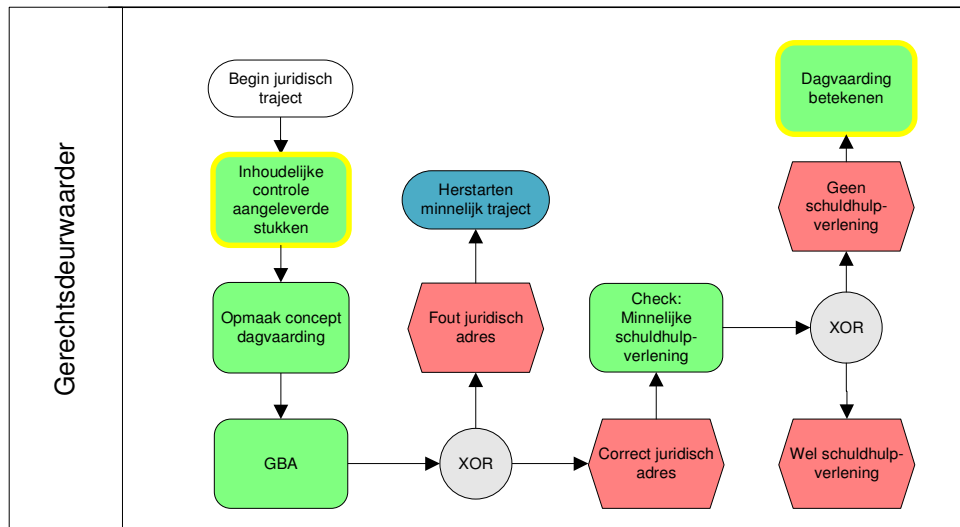 Gerechtsdeurwaarder
Begin juridisch
traject
Inhoudelijke
controle
aangeleverde
stukken
Opmaak concept
dagvaarding
GBA
XOR
Fout juridisch
adres
Herstarten
minnelijk traject
Correct juridisch
adres
Check:
Minnelijke
schuldhulp-
verlening
XOR
Geen
schuldhulp-
verlening
Dagvaarding
betekenen
Wel schuldhulp-
verlening